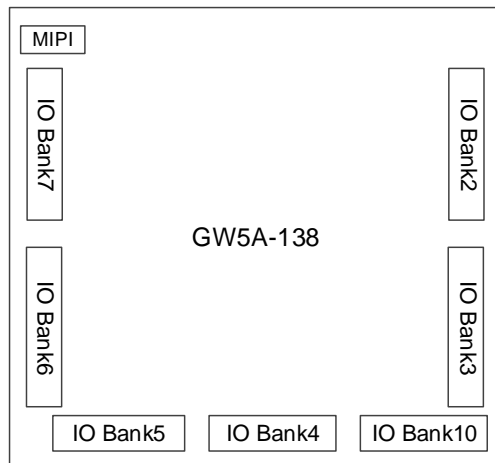 MIPI
IO Bank7
IO Bank2
GW5A-138
IO Bank6
IO Bank3
IO Bank5
IO Bank4
IO Bank10